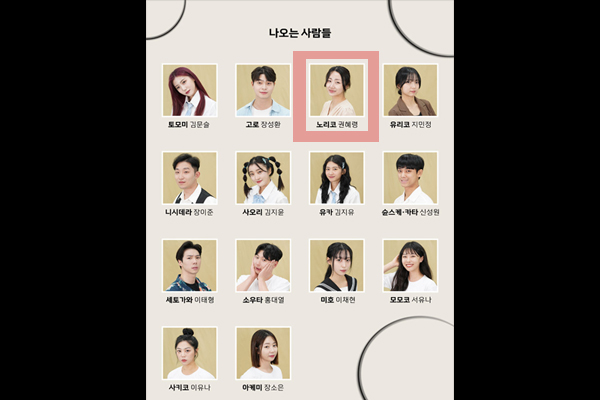 나오는 사람들
토모미 김문슬
고로 장성환
노리코 권혜령
유리코 지민정
니시데라 장이준
사오리 김지윤
유카 김지유
슌스케·카타 신성원
세토가와 이태형
소우타 홍대열
미호 이채현
모모코 서유나
사키코 이유나
아케미 장소은